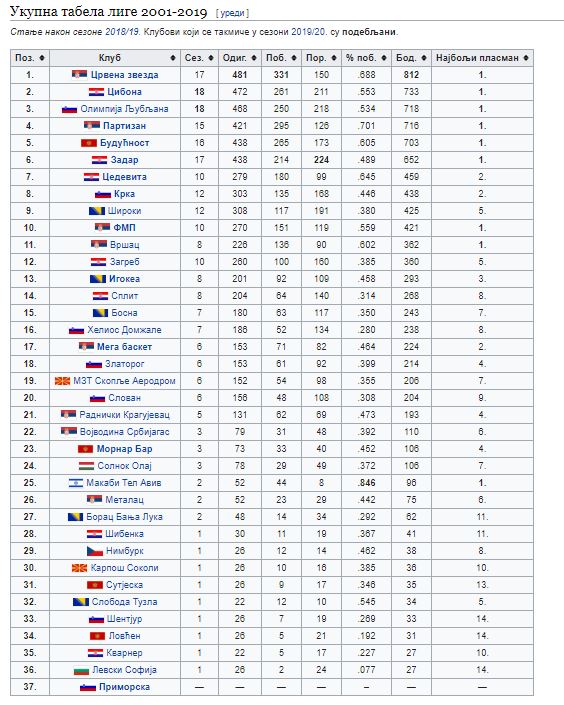 Укупна табела лиге 2001-2019 [ уреди ]
Стање након сезоне 2018/19. Клубови који се такмиче у сезони 2019/20. су подебљани.
Поз. Клуб Сез. Одиг. Поб. Пор. % поб. Бод. Најбољи пласман
1. Црвена звезда 17 481 331 150 .688 812 1.
2. Цибона 18 472 261 211 .553 733 1.
3. Олимпија Љубљана 18 468 250 218 .534 718 1.
4. Партизан 15 421 295 126 .701 716 1.
5. Будућност 16 438 265 173 .605 703 1.
6. Задар 17 438 214 224 .489 652 1.
7. Цедевита 10 279 180 99 .645 459 2.
8. Крка 12 303 135 168 .446 438 2.
9. Широки 12 308 117 191 .380 425 5.
10. ФМП 10 270 151 119 .559 421 1.
11. Вршац 8 226 136 90 .602 362 1.
12. Загреб 10 260 100 160 .385 360 5.
13. Игокеа 8 201 92 109 .458 293 3.
14. Сплит 8 204 64 140 .314 268 8.
15. Босна 7 180 63 117 .350 243 7.
16. Хелиос Домжале 7 186 52 134 .280 238 8.
17. Мега баскет 6 153 71 82 .464 224 2.
18. Златорог 6 153 61 92 .399 214 4.
19. МЗТ Скопље Аеродром 6 152 54 98 .355 206 7.
20. Слован 6 156 48 108 .308 204 9.
21. Раднички Крагујевац 5 131 62 69 .473 193 4.
22. Војводина Србијагас 3 79 31 48 .392 110 6.
23. Морнар Бар 3 73 33 40 .452 106 4.
24. Солнок Олај 3 78 29 49 .372 106 7.
25. Макаби Тел Авив 2 52 44 8 .846 96 1.
26. Металац 2 52 23 29 .442 75 6.
27. Борац Бања Лука 2 48 14 34 .292 62 11.
28. Шибенка 1 30 11 19 .367 41 11.
29. Нимбурк 1 26 12 14 .462 38 8.
30. Карпош Соколи 1 26 10 16 .385 36 10.
31. Сутјеска 1 26 9 17 .346 35 13.
32. Слобода Тузла 1 22 12 10 .545 34 5.
33. Шентјур 1 26 7 19 .269 33 14.
34. Ловћен 1 26 5 21 .192 31 14.
35. Кварнер 1 22 5 17 .227 27 10.
36. Левски Софија 1 26 2 24 .077 27 14.
37. Приморска — — — — – — —